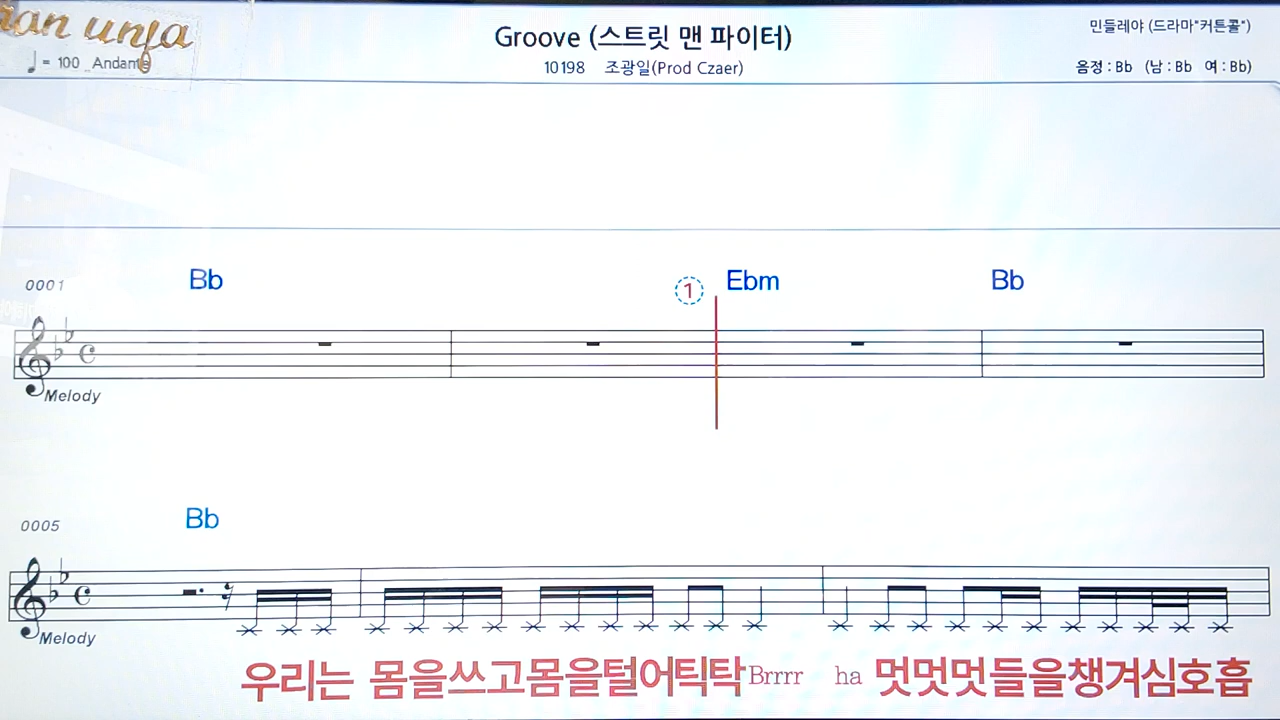 unja
Groove (스트릿 맨 파이터)
민들레야 (드라마"커튼콜")
♩ = 100 Andante
10198 조광일(Prod Czaer)
음정 : Bb (남 : Bb 여 : Bb)
0001 Bb ① Ebm Bb
Melody
0005 Bb
Melody
우리는 몸을쓰고몸을털어틱탁Brrrr ha 멋멋멋들을챙겨심호흡